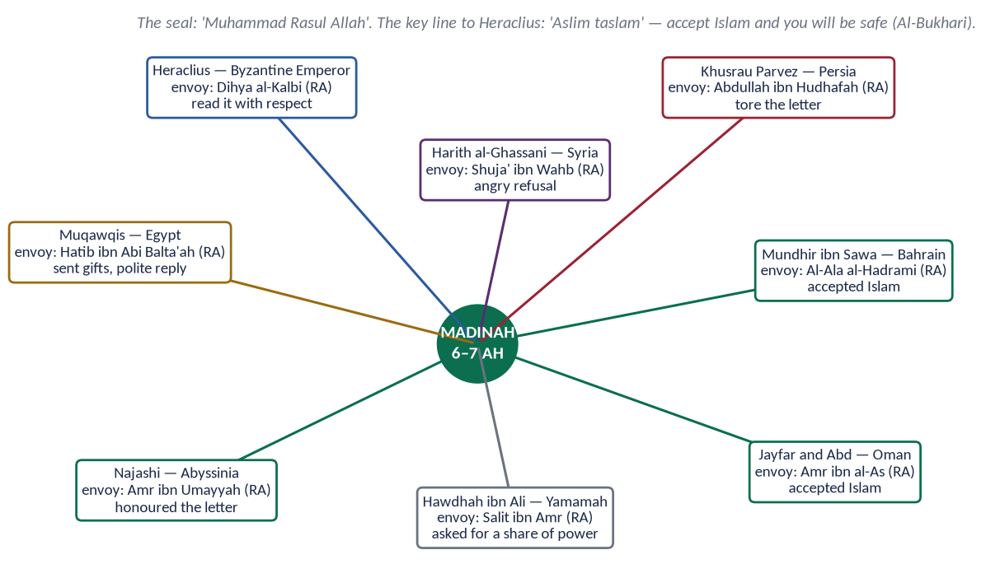 The seal: 'Muhammad Rasul Allah'. The key line to Heraclius: 'Aslim taslam' — accept Islam and you will be safe (Al-Bukhari).
Heraclius — Byzantine Emperor
envoy: Dihya al-Kalbi (RA)
read it with respect
Khusrau Parvez — Persia
envoy: Abdullah ibn Hudhafah (RA)
tore the letter
Harith al-Ghassani — Syria
envoy: Shuja' ibn Wahb (RA)
angry refusal
Muqawqis — Egypt
envoy: Hatib ibn Abi Balta'ah (RA)
sent gifts, polite reply
Mundhir ibn Sawa — Bahrain
envoy: Al-Ala al-Hadrami (RA)
accepted Islam
MADINAH
6–7 AH
Najashi — Abyssinia
envoy: Amr ibn Umayyah (RA)
honoured the letter
Hawdhah ibn Ali — Yamamah
envoy: Salit ibn Amr (RA)
asked for a share of power
Jayfar and Abd — Oman
envoy: Amr ibn al-As (RA)
accepted Islam